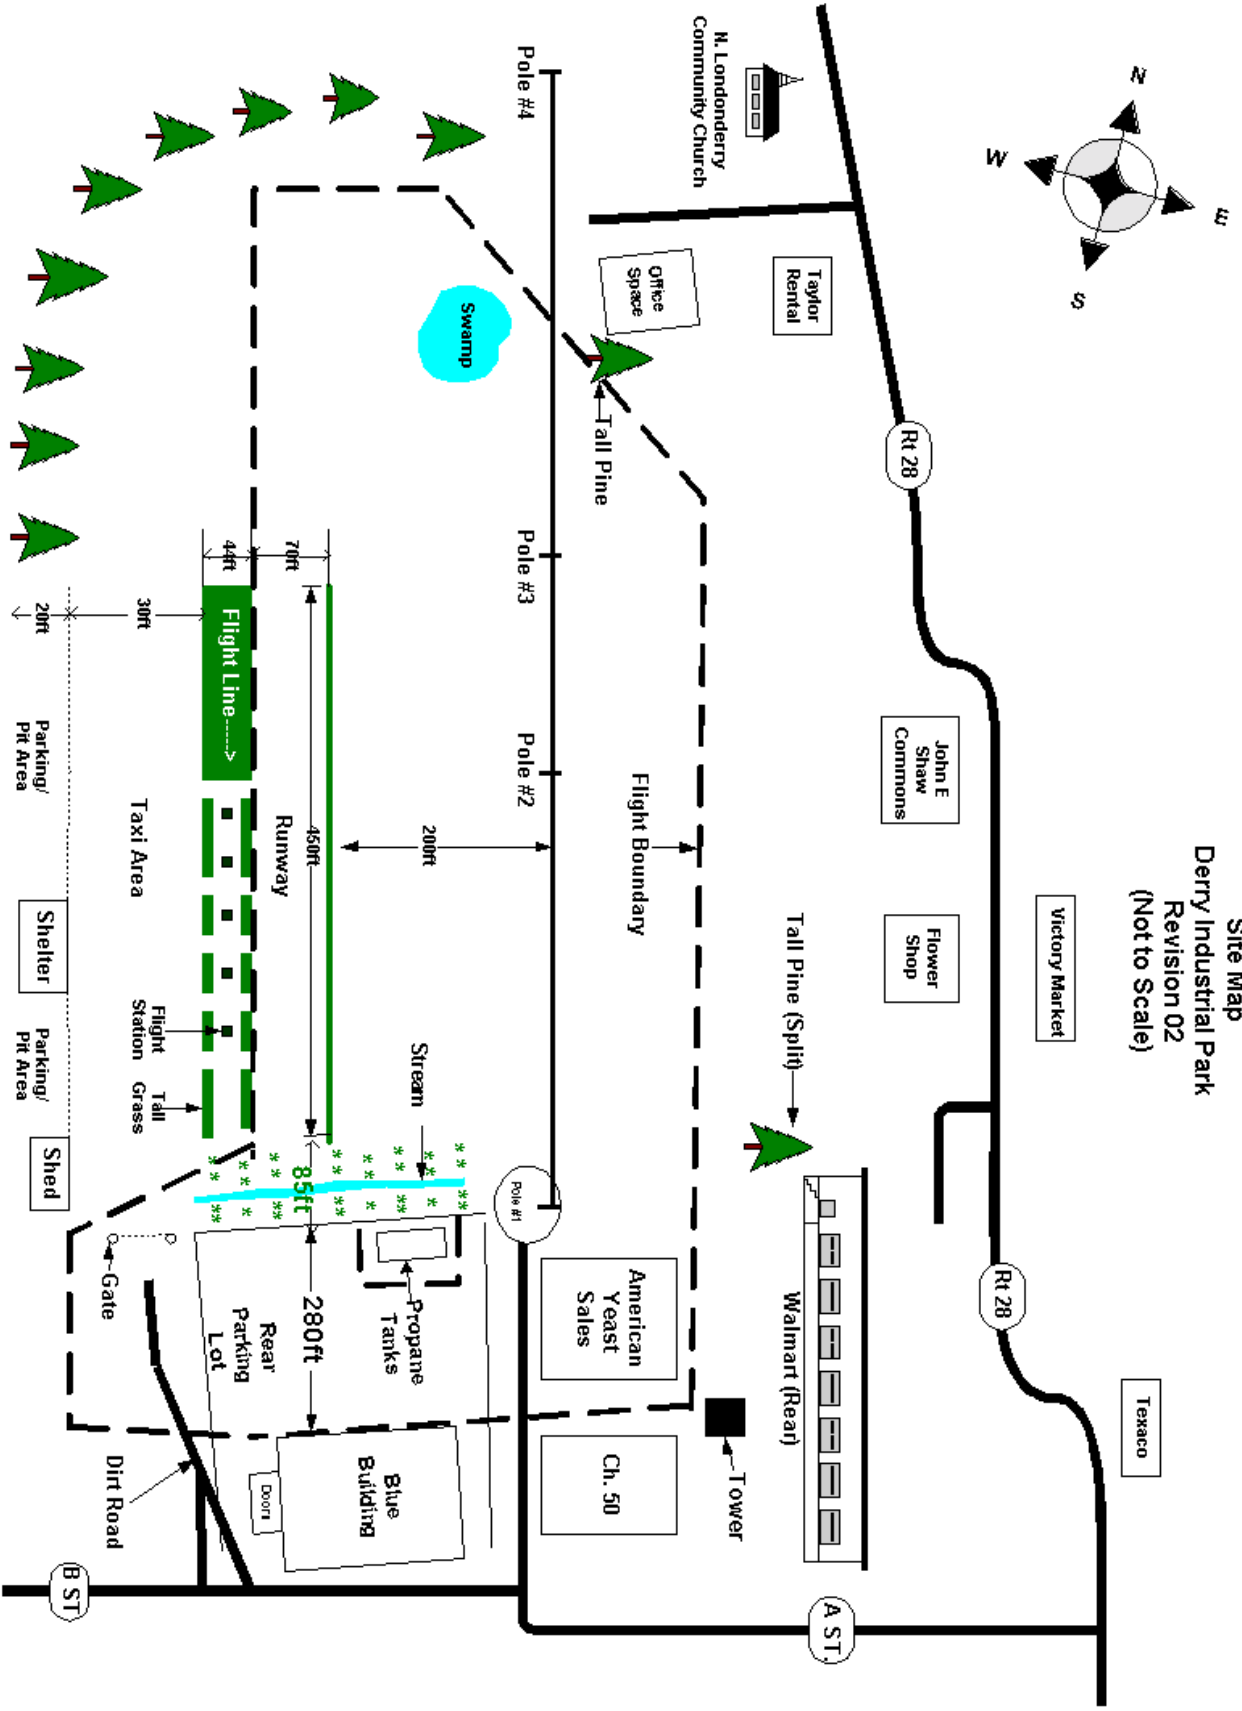 Site Map
Derry Industrial Park
Revision 02
(Not to Scale)
N
W
E
S
N. Londonderry
Community Church
Taylor
Rental
Office
Space
Rt 28
John E
Shaw
Commons
Flower
Shop
Victory Market
Rt 28
Texaco
Tall Pine
Tall Pine (Split)
Walmart (Rear)
Tower
Flight Boundary
Pole #4
Pole #3
Pole #2
Pole #1
American
Yeast
Sales
Ch. 50
A ST.
Swamp
200ft
Stream
70ft
44ft
450ft
Runway
85ft
280ft
Propane
Tanks
Rear
Parking
Lot
Blue
Building
Doors
Flight Line----->
30ft
20ft
Taxi Area
Flight
Station
Tall
Grass
Gate
Dirt Road
B ST
Parking/
Pit Area
Shelter
Parking/
Pit Area
Shed